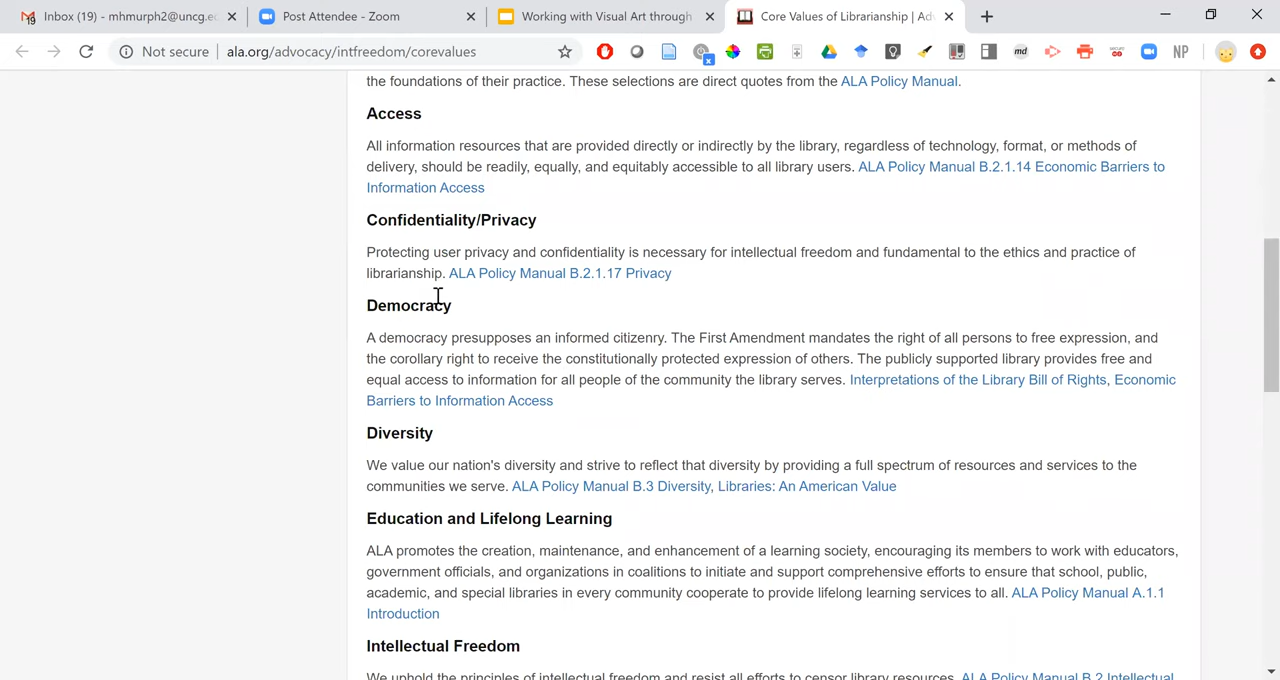 Inbox (19) - mhmurph2@uncg.ec
Post Attendee - Zoom
Working with Visual Art through
Core Values of Librarianship | Ad
Not secure
ala.org/advocacy/intfreedom/corevalues
md
NP
the foundations of their practice. These selections are direct quotes from the ALA Policy Manual.
Access
All information resources that are provided directly or indirectly by the library, regardless of technology, format, or methods of
delivery, should be readily, equally, and equitably accessible to all library users. ALA Policy Manual B.2.1.14 Economic Barriers to
Information Access
Confidentiality/Privacy
Protecting user privacy and confidentiality is necessary for intellectual freedom and fundamental to the ethics and practice of
librarianship. ALA Policy Manual B.2.1.17 Privacy
Democracy
A democracy presupposes an informed citizenry. The First Amendment mandates the right of all persons to free expression, and
the corollary right to receive the constitutionally protected expression of others. The publicly supported library provides free and
equal access to information for all people of the community the library serves. Interpretations of the Library Bill of Rights, Economic
Barriers to Information Access
Diversity
We value our nation's diversity and strive to reflect that diversity by providing a full spectrum of resources and services to the
communities we serve. ALA Policy Manual B.3 Diversity, Libraries: An American Value
Education and Lifelong Learning
ALA promotes the creation, maintenance, and enhancement of a learning society, encouraging its members to work with educators,
government officials, and organizations in coalitions to initiate and support comprehensive efforts to ensure that school, public,
academic, and special libraries in every community cooperate to provide lifelong learning services to all. ALA Policy Manual A.1.1
Introduction
Intellectual Freedom
We uphold the principles of intellectual freedom and resist all efforts to censor library resources. ALA Policy Manual B.2 Intellectual